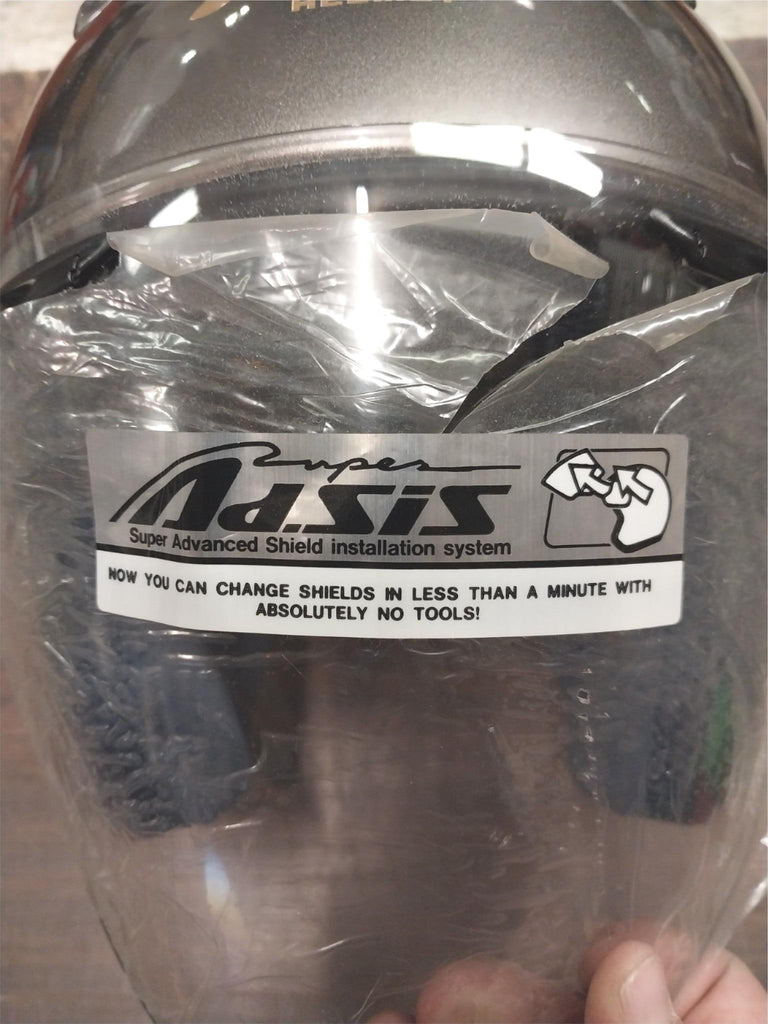 HELMET
Super
Ad.SiS
Super Advanced Shield installation system
NOW YOU CAN CHANGE SHIELDS IN LESS THAN A MINUTE WITH
ABSOLUTELY NO TOOLS!